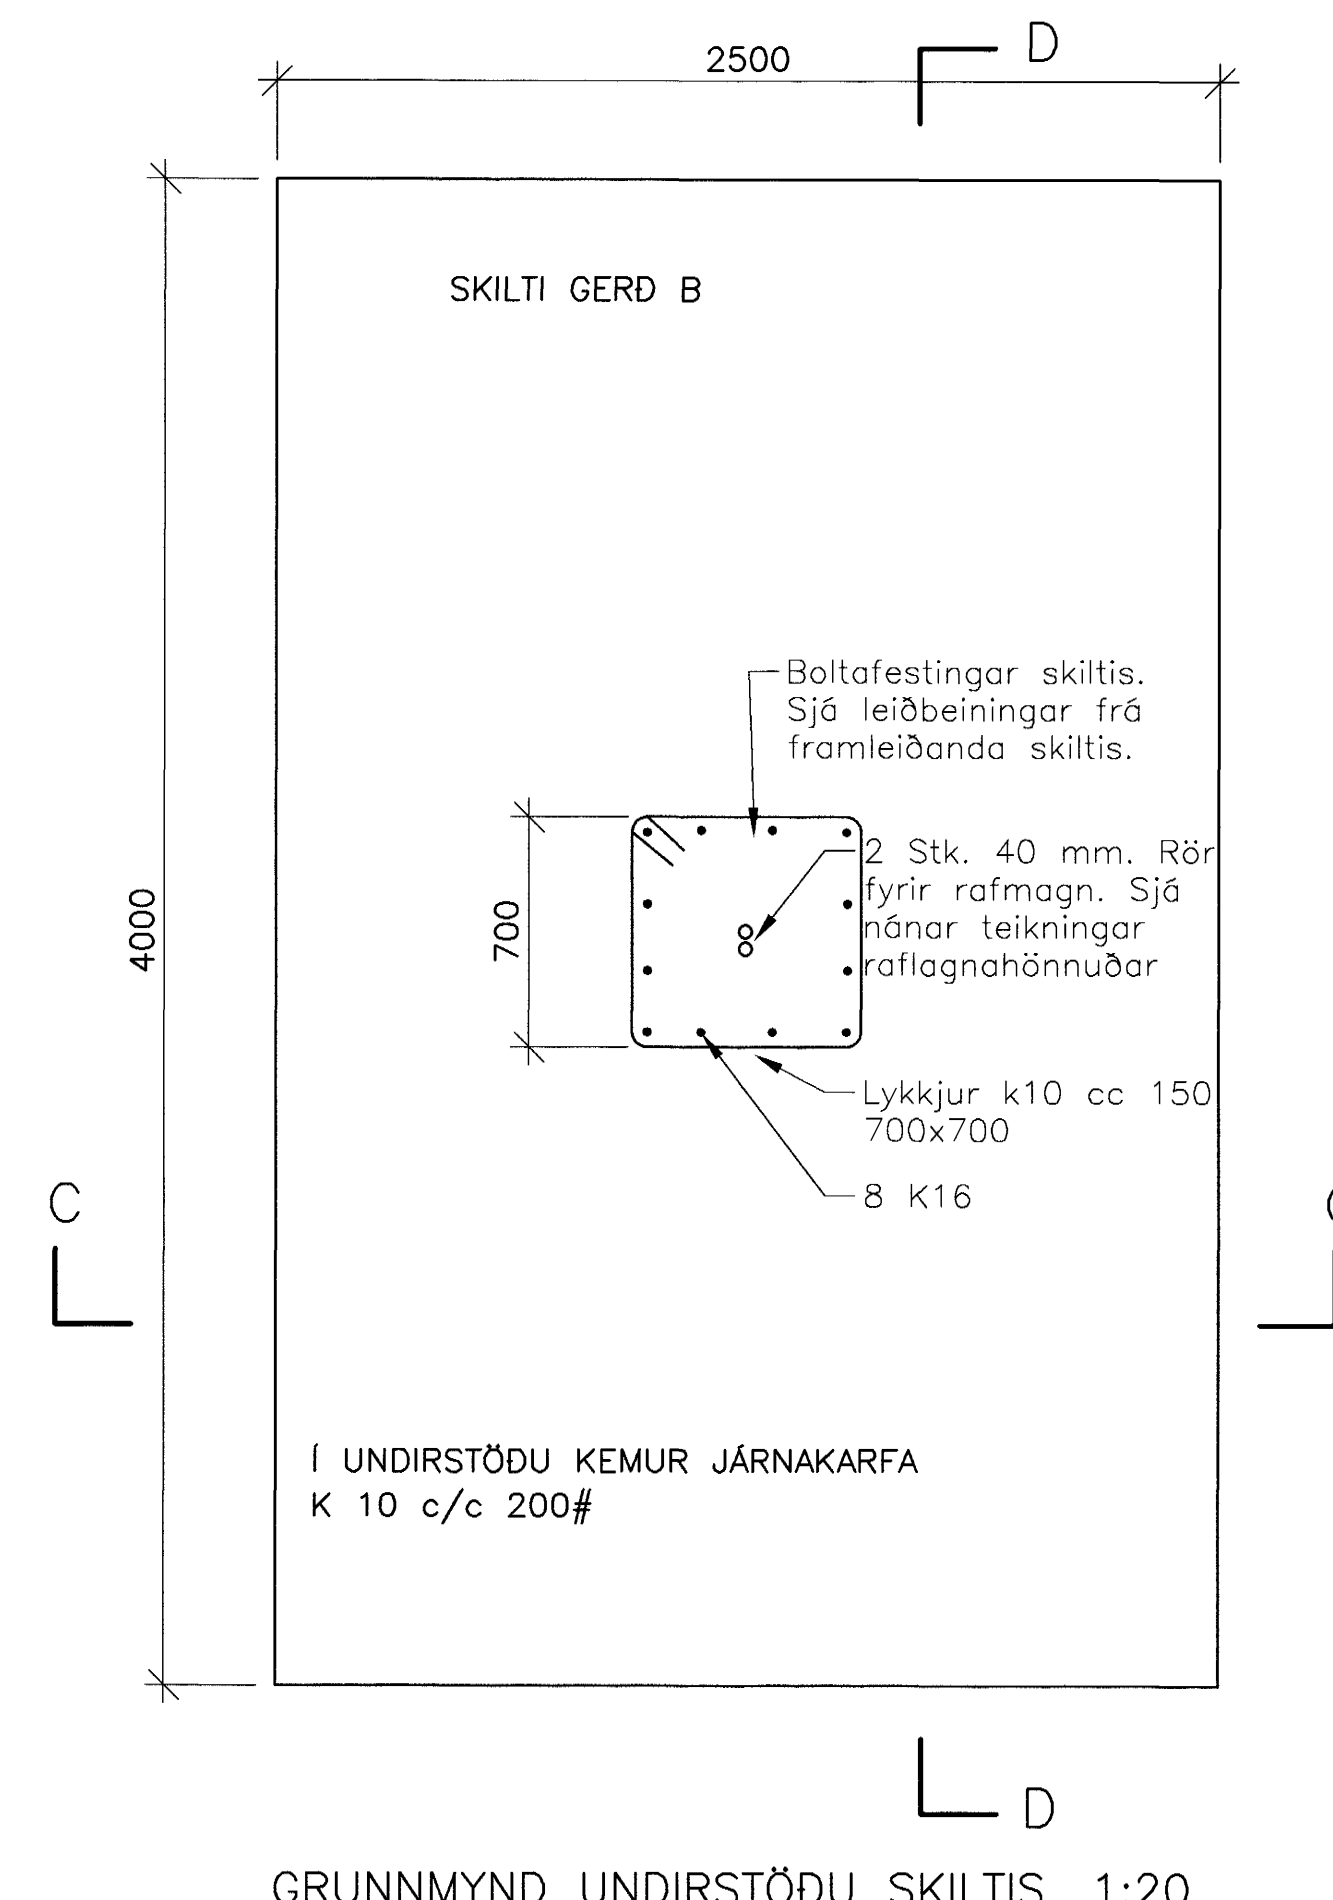 2500
D
SKILTI GERÐ B
Boltafestingar skiltis.
Sjá leiðbeiningar frá
framleiðanda skiltis.
2 Stk. 40 mm. Rör
fyrir rafmagn. Sjá
nánar teikningar
raflagnahönnuðar
4000
700
Lykkjur k10 cc 150
700x700
8 K16
C
Í UNDIRSTÖÐU KEMUR JÁRNAKARFA
K 10 c/c 200#
D
GRUNNMYND UNDIRSTÖÐU SKILTIS 1:20